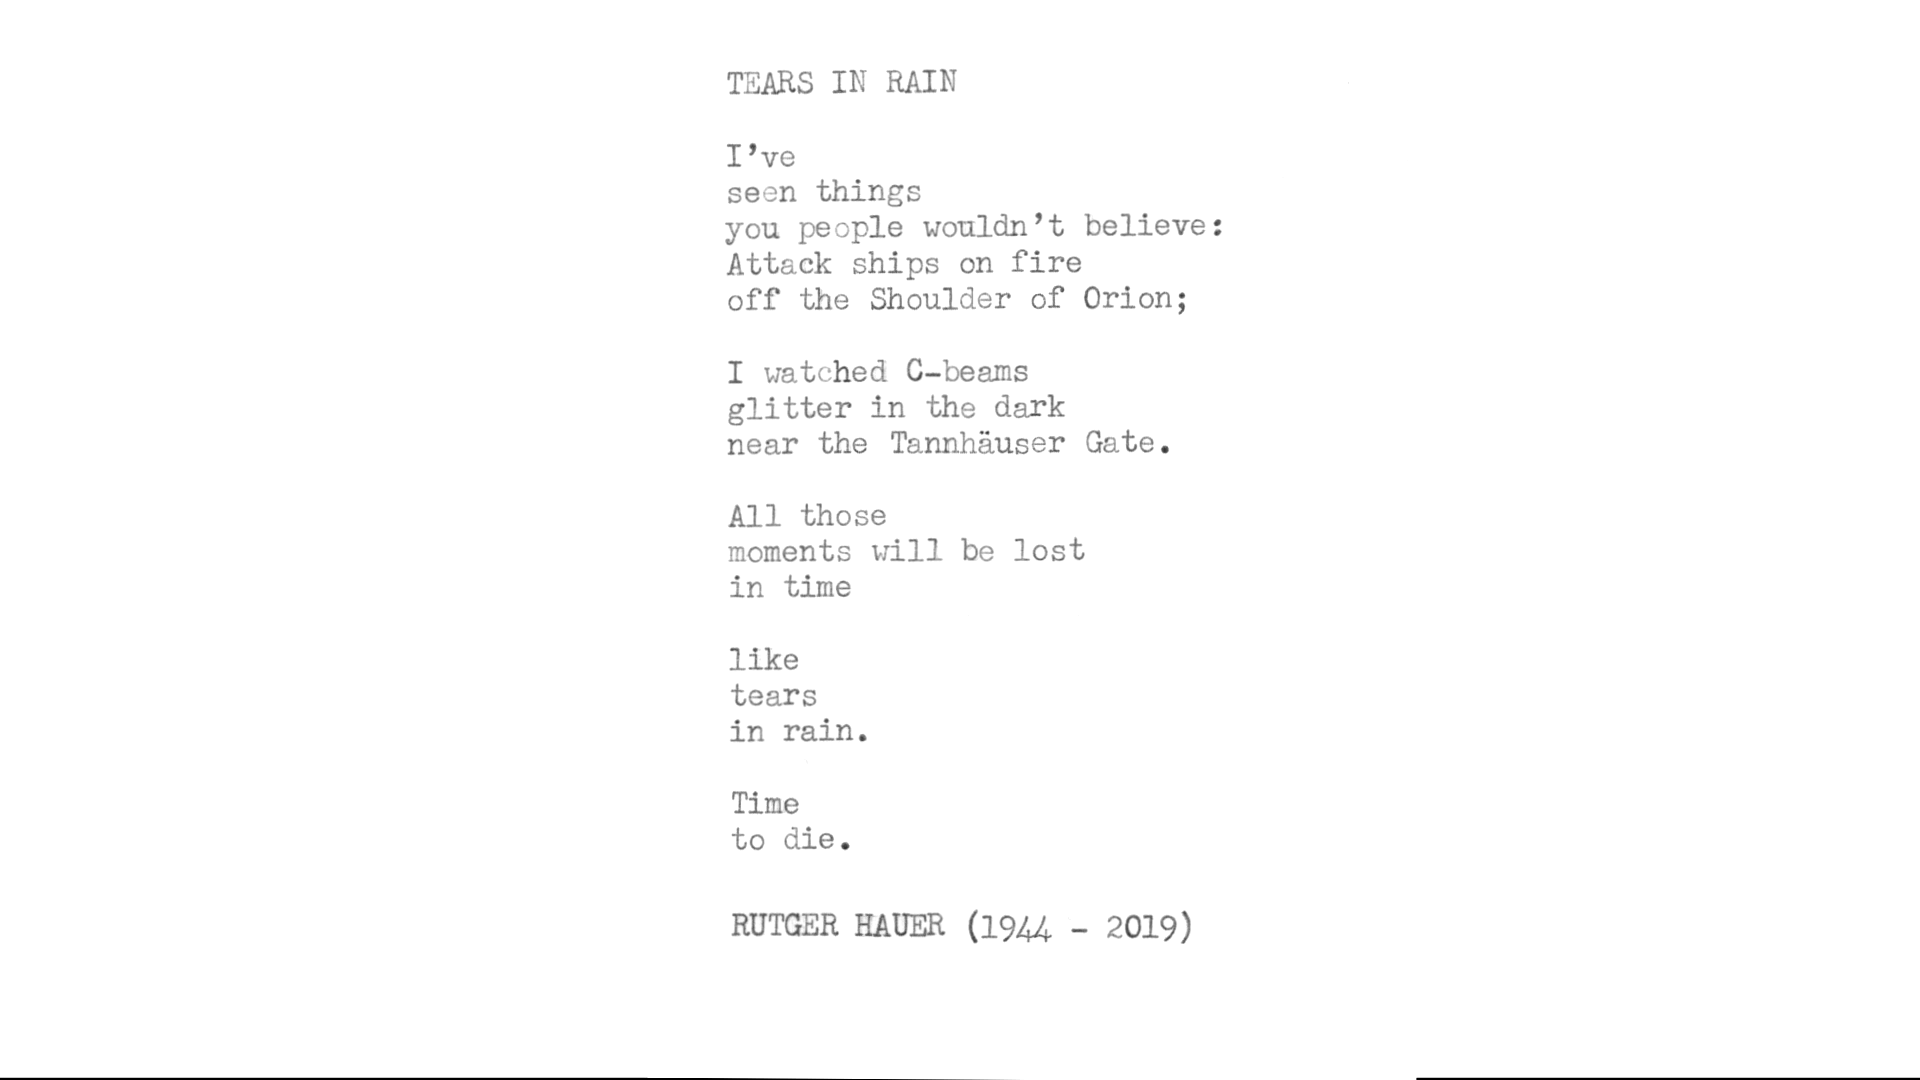 TEARS IN RAIN
I've
seen things
you people wouldn't believe:
Attack ships on fire
off the Shoulder of Orion;
I watched C-beams
glitter in the dark
near the Tannhäuser Gate.
All those
moments will be lost
in time
like
tears
in rain.
Time
to die.
RUTGER HAUER (1944 - 2019)